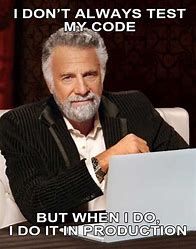 I DON'T ALWAYS TEST
MY CODE
BUT WHEN I DO,
I DO IT IN PRODUCTION